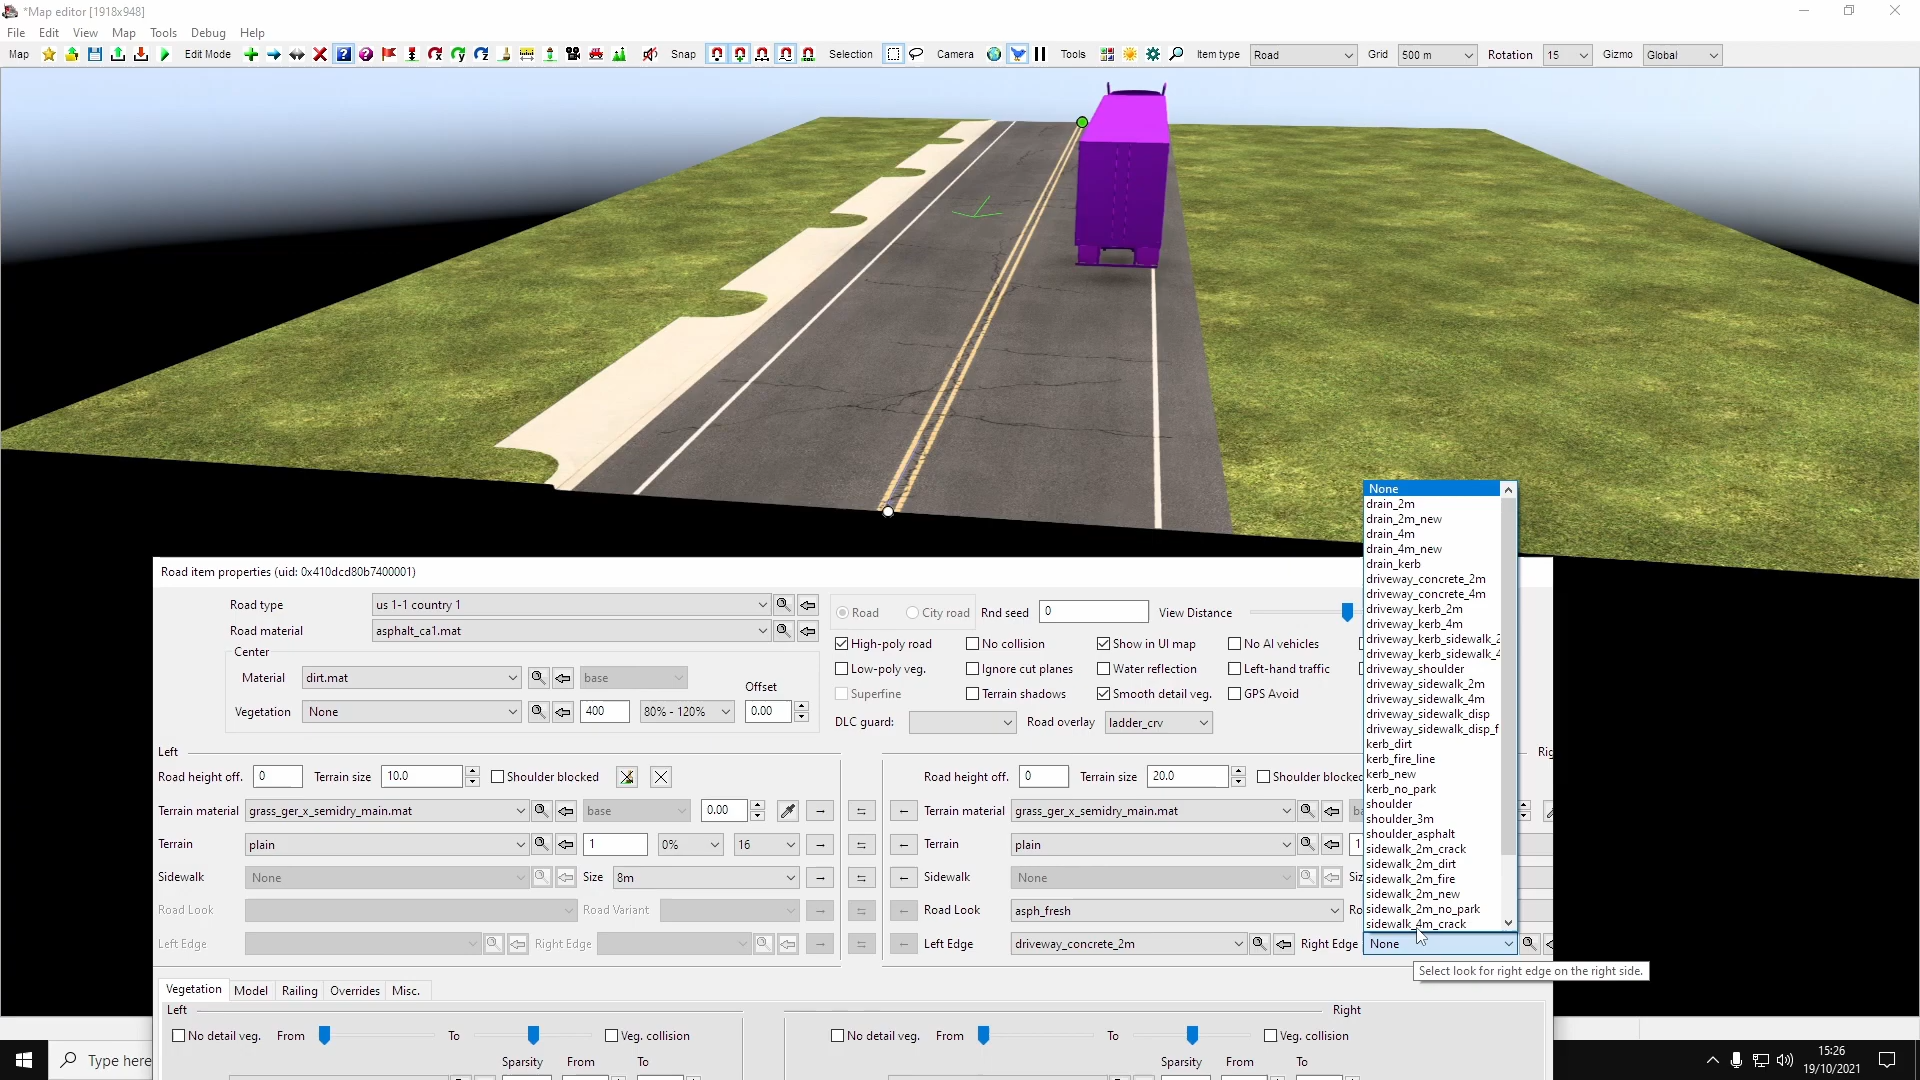 *Map editor [1918x948]
File Edit View Map Tools Debug Help
Map Edit Mode Snap Selection Camera Tools Item type Road Grid 500 m Rotation 15 Gizmo Global
Road item properties (uid: 0x410dcd80b7400001)
Road type us 1-1 country 1
Road material asphalt_ca1.mat
Center
Material dirt.mat base
Offset
Vegetation None 400 80% - 120% 0.00
Road City road Rnd seed 0 View Distance
High-poly road No collision Show in UI map No AI vehicles
Low-poly veg. Ignore cut planes Water reflection Left-hand traffic
Superfine Terrain shadows Smooth detail veg. GPS Avoid
DLC guard: Road overlay ladder_crv
Left
Road height off. 0 Terrain size 10.0 Shoulder blocked
Terrain material grass_ger_x_semidry_main.mat base 0.00
Terrain plain 1 0% 16
Sidewalk None Size 8m
Road Look Road Variant
Left Edge Right Edge
Road height off. 0 Terrain size 20.0 Shoulder blocked
Terrain material grass_ger_x_semidry_main.mat
Terrain plain 1
Sidewalk None
Road Look asph_fresh
Left Edge driveway_concrete_2m Right Edge None
None
drain_2m
drain_2m_new
drain_4m
drain_4m_new
drain_kerb
driveway_concrete_2m
driveway_concrete_4m
driveway_kerb_2m
driveway_kerb_4m
driveway_kerb_sidewalk_2
driveway_kerb_sidewalk_4
driveway_shoulder
driveway_sidewalk_2m
driveway_sidewalk_4m
driveway_sidewalk_disp
driveway_sidewalk_disp_f
kerb_dirt
kerb_fire_line
kerb_new
kerb_no_park
shoulder
shoulder_3m
shoulder_asphalt
sidewalk_2m_crack
sidewalk_2m_dirt
sidewalk_2m_fire
sidewalk_2m_new
sidewalk_2m_no_park
sidewalk_4m_crack
Select look for right edge on the right side.
Vegetation Model Railing Overrides Misc.
Left
No detail veg. From To Veg. collision
Sparsity From To
Right
No detail veg. From To Veg. collision
Sparsity From To
Type here
15:26
19/10/2021